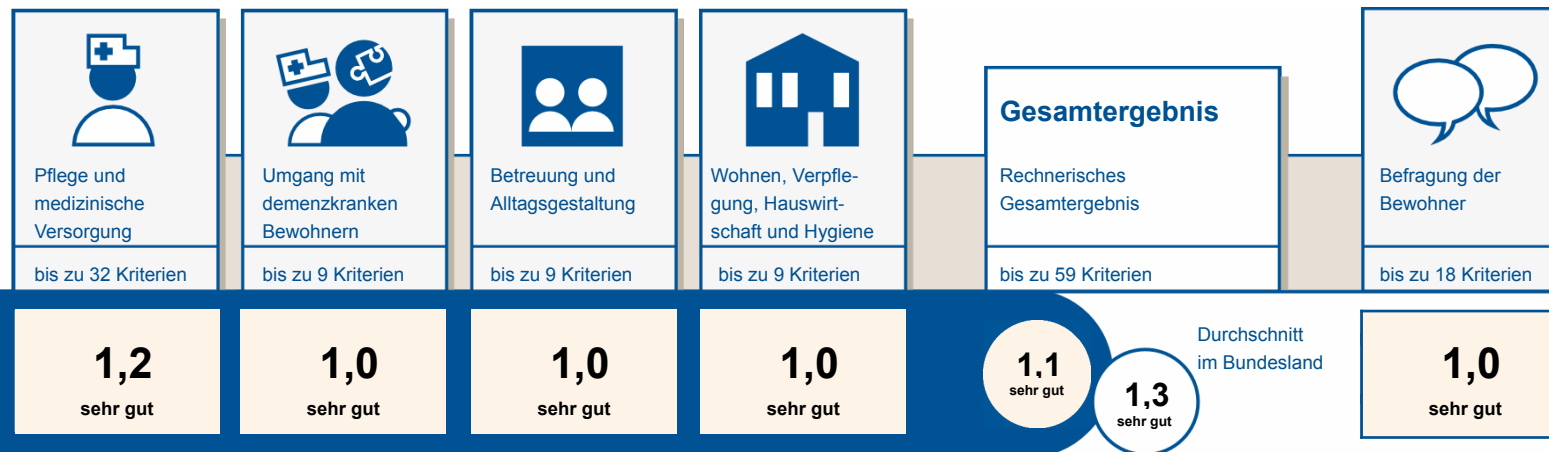 Pflege und
medizinische
Versorgung
bis zu 32 Kriterien
1,2
sehr gut
Umgang mit
demenzkranken
Bewohnern
bis zu 9 Kriterien
1,0
sehr gut
Betreuung und
Alltagsgestaltung
bis zu 9 Kriterien
1,0
sehr gut
Wohnen, Verpfle-
gung, Hauswirt-
schaft und Hygiene
bis zu 9 Kriterien
1,0
sehr gut
Gesamtergebnis
Rechnerisches
Gesamtergebnis
bis zu 59 Kriterien
1,1
sehr gut
Durchschnitt
im Bundesland
1,3
sehr gut
Befragung der
Bewohner
bis zu 18 Kriterien
1,0
sehr gut